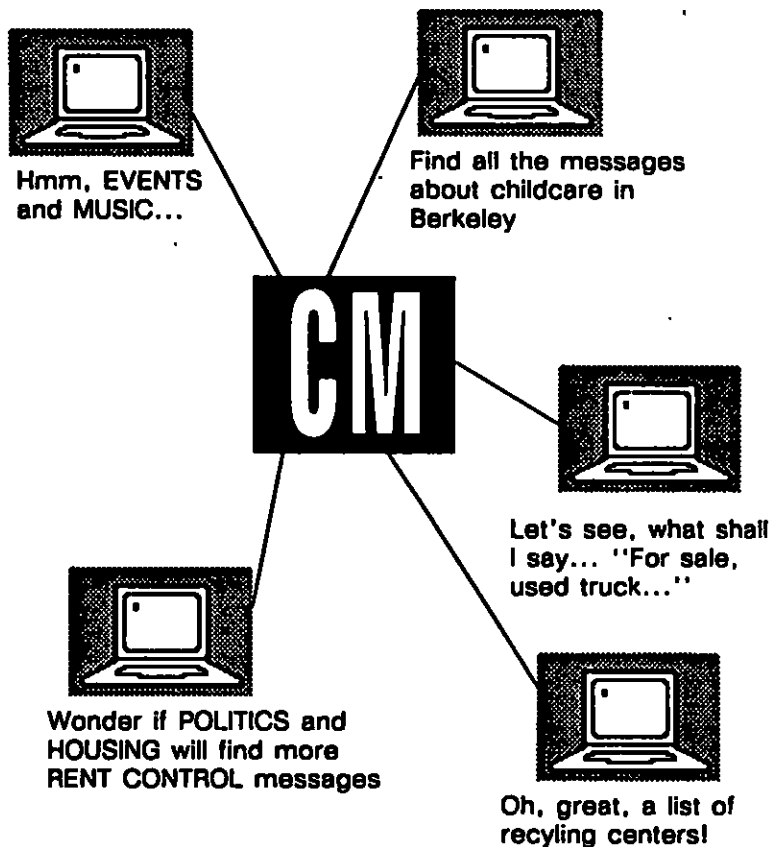 Hmm, EVENTS
and MUSIC...
Find all the messages
about childcare in
Berkeley
CM
Let's see, what shall
I say... "For sale,
used truck..."
Wonder if POLITICS and
HOUSING will find more
RENT CONTROL messages
Oh, great, a list of
recyling centers!